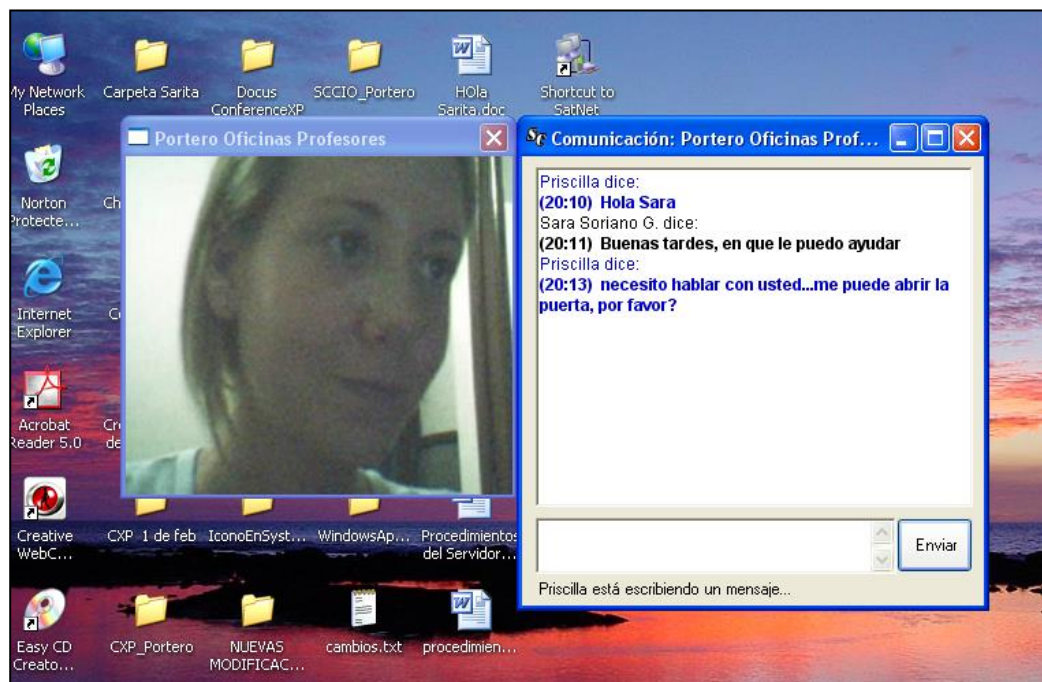 My Network Places
Carpeta Sarita
Docus ConferenceXP
SCCIO_Portero
HOla Sarita.doc
Shortcut to SatNet
Portero Oficinas Profesores
Comunicación: Portero Oficinas Prof...
Priscilla dice:
(20:10) Hola Sara
Sara Soriano G. dice:
(20:11) Buenas tardes, en que le puedo ayudar
Priscilla dice:
(20:13) necesito hablar con usted...me puede abrir la
puerta, por favor?
Norton
Protecte...
Ch
Internet
Explorer
Acrobat
Reader 5.0
Cr
de
Creative
WebC...
CXP 1 de feb
IconoEnSyst...
WindowsAp...
Procedimientos
del Servidor...
Enviar
Priscilla está escribiendo un mensaje...
Easy CD
Creato...
CXP_Portero
NUEVAS
MODIFICAC...
cambios.txt
procedimien...